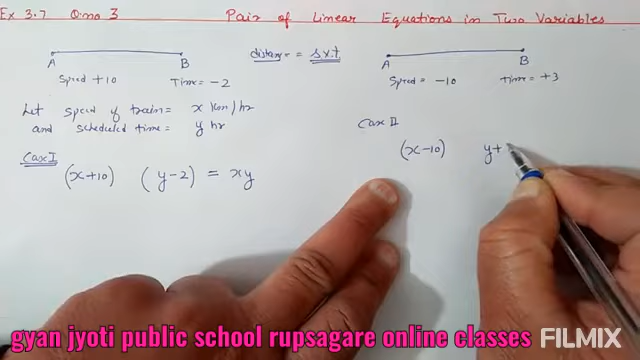 Ex 3.7 Q.no 3 Pair of Linear Equations in Two Variables
A B
Speed +10 Time = -2
distance = s x t
A B
Speed = -10 Time = +3
Let speed of train = x km/hr
and scheduled time = y hr
Case I
(x+10) (y-2) = xy
Case II
(x-10) y+
gyan jyoti public school rupsagare online classes
FILMIX